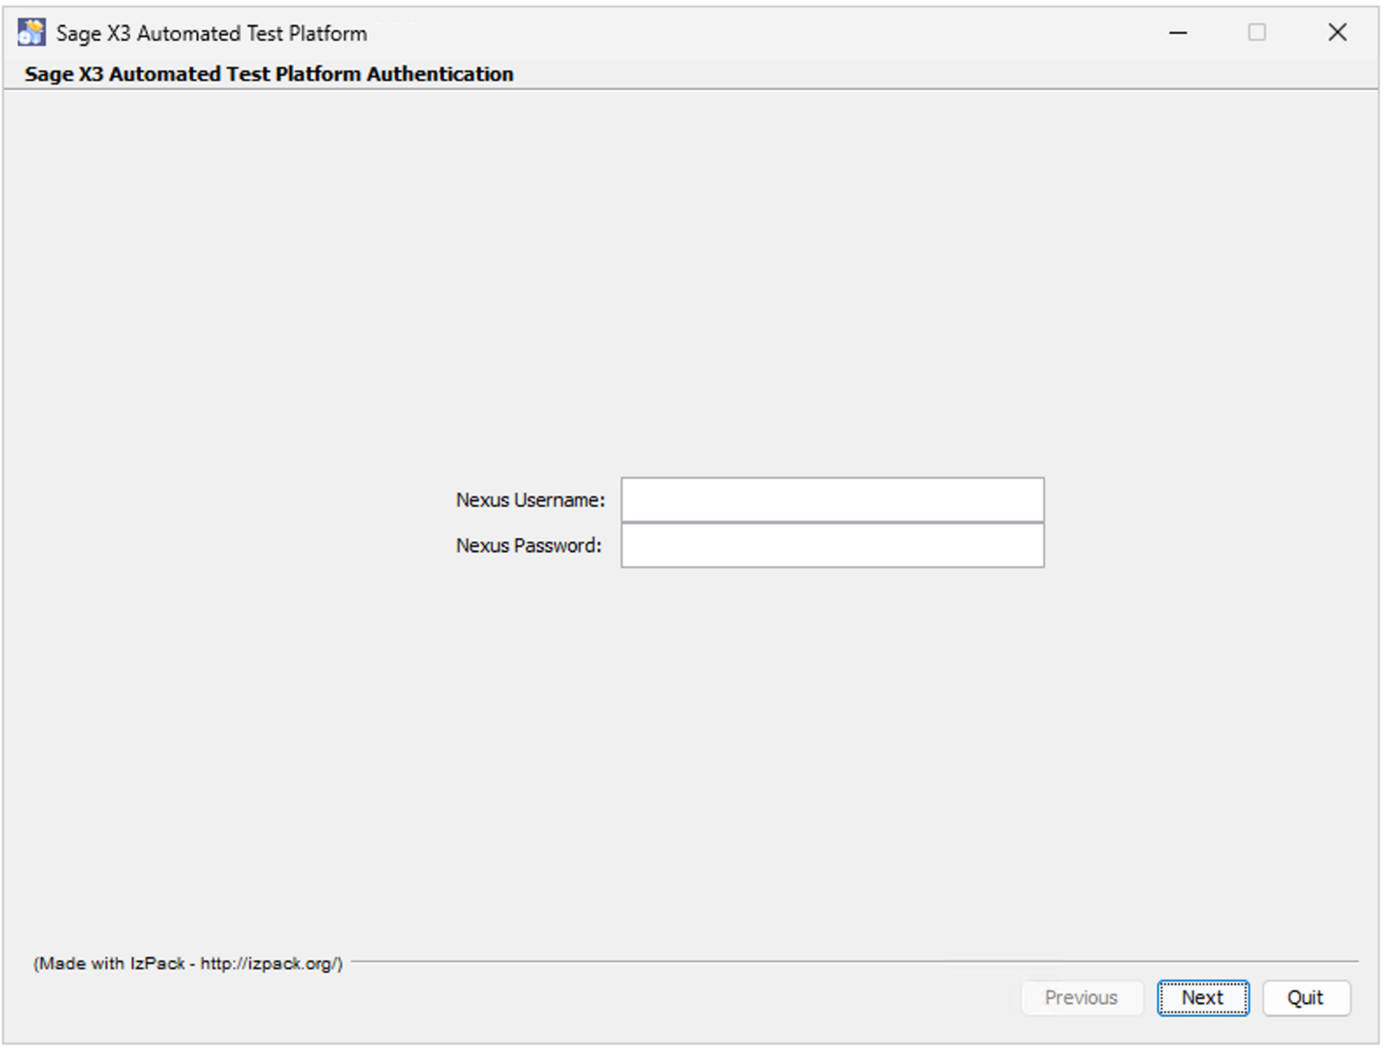 Sage X3 Automated Test Platform
Sage X3 Automated Test Platform Authentication
Nexus Username:
Nexus Password:
(Made with IzPack - http://izpack.org/)
Previous Next Quit